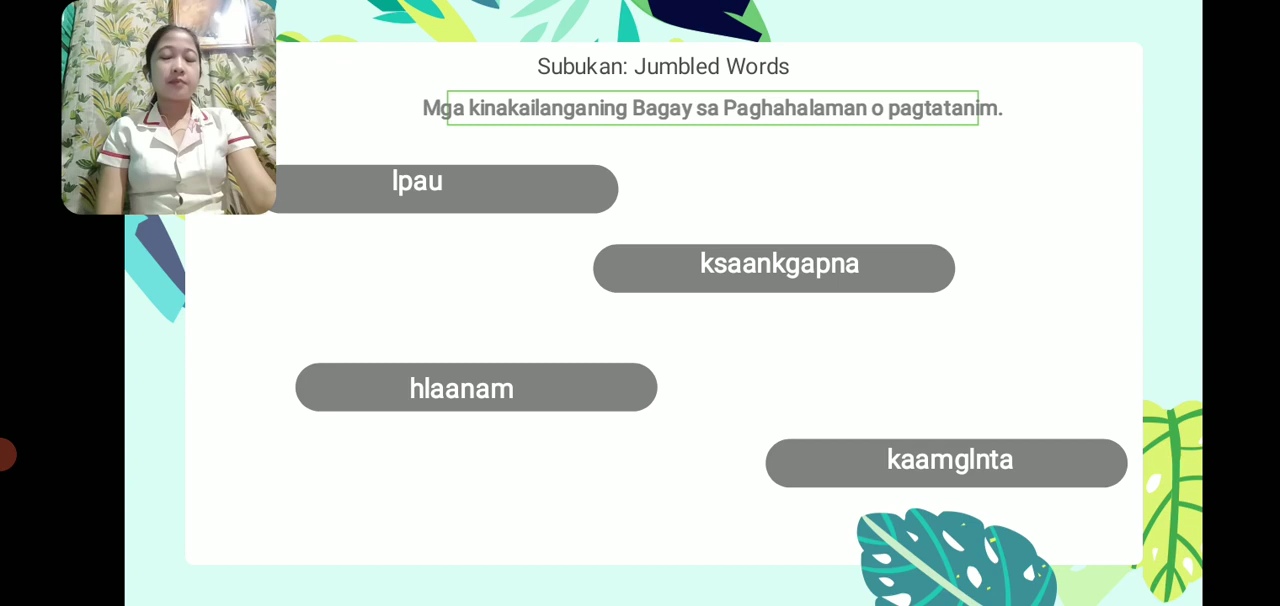 Subukan: Jumbled Words
Mga kinakailanganing Bagay sa Paghahalaman o pagtatanim.
lpau
ksaankgapna
hlaanam
kaamglnta